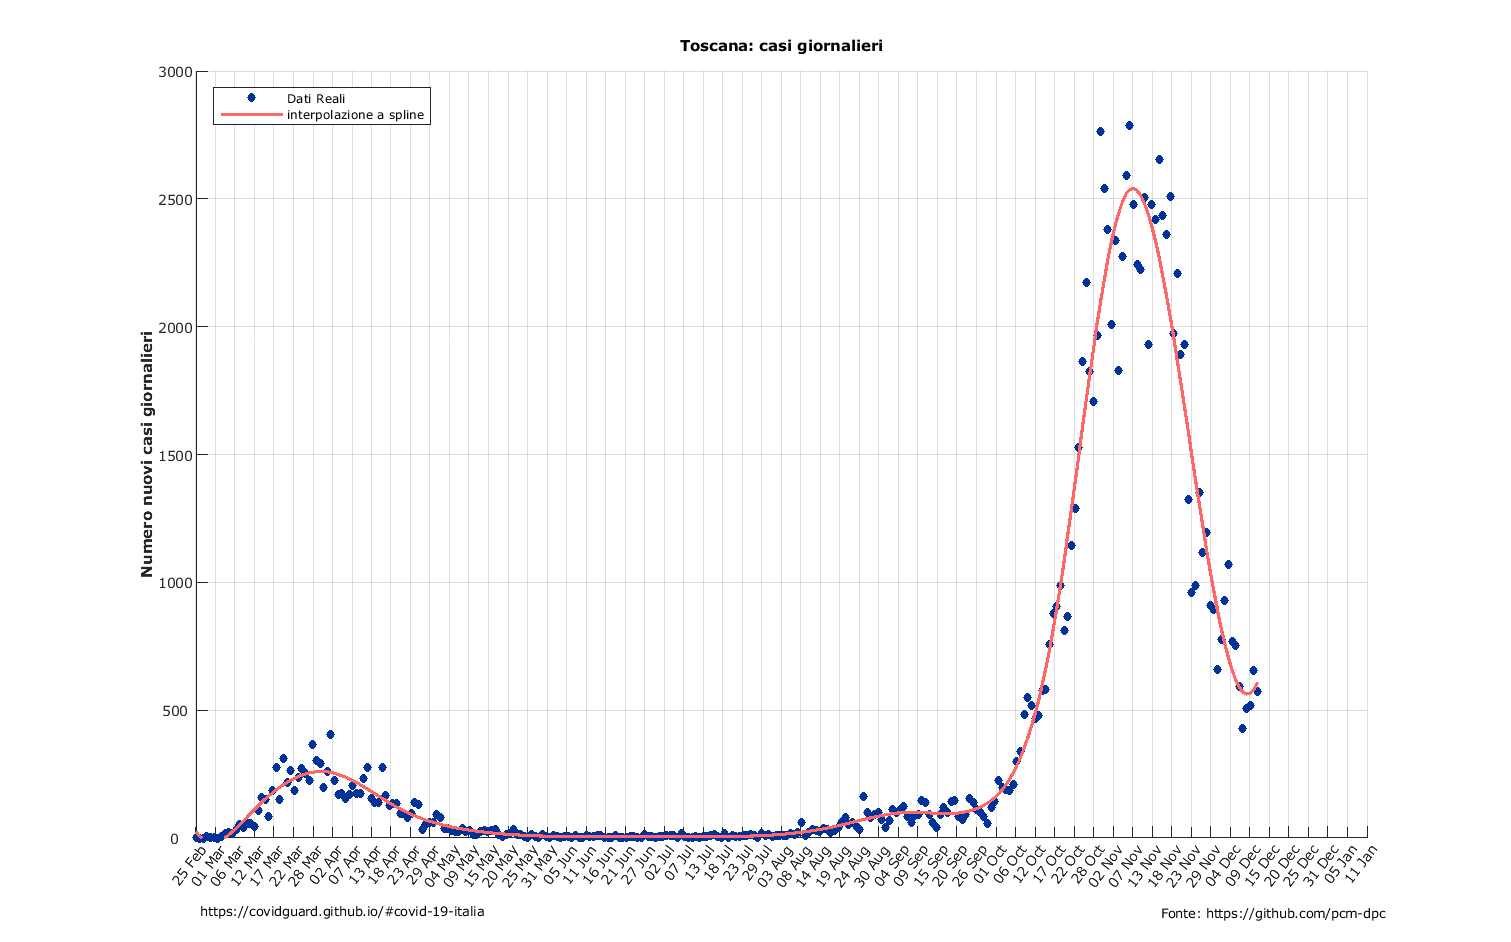 Toscana: casi giornalieri
Dati Reali
interpolazione a spline
Numero nuovi casi giornalieri
3000
2500
2000
1500
1000
500
0
25 Feb
01 Mar
06 Mar
12 Mar
17 Mar
22 Mar
28 Mar
02 Apr
07 Apr
13 Apr
18 Apr
23 Apr
29 Apr
04 May
09 May
15 May
20 May
25 May
31 May
05 Jun
11 Jun
16 Jun
21 Jun
27 Jun
02 Jul
07 Jul
13 Jul
18 Jul
23 Jul
29 Jul
03 Aug
08 Aug
14 Aug
19 Aug
24 Aug
30 Aug
04 Sep
09 Sep
15 Sep
20 Sep
26 Sep
01 Oct
06 Oct
12 Oct
17 Oct
22 Oct
28 Oct
02 Nov
07 Nov
13 Nov
18 Nov
23 Nov
29 Nov
04 Dec
09 Dec
15 Dec
20 Dec
25 Dec
31 Dec
05 Jan
11 Jan
https://covidguard.github.io/#covid-19-italia
Fonte: https://github.com/pcm-dpc